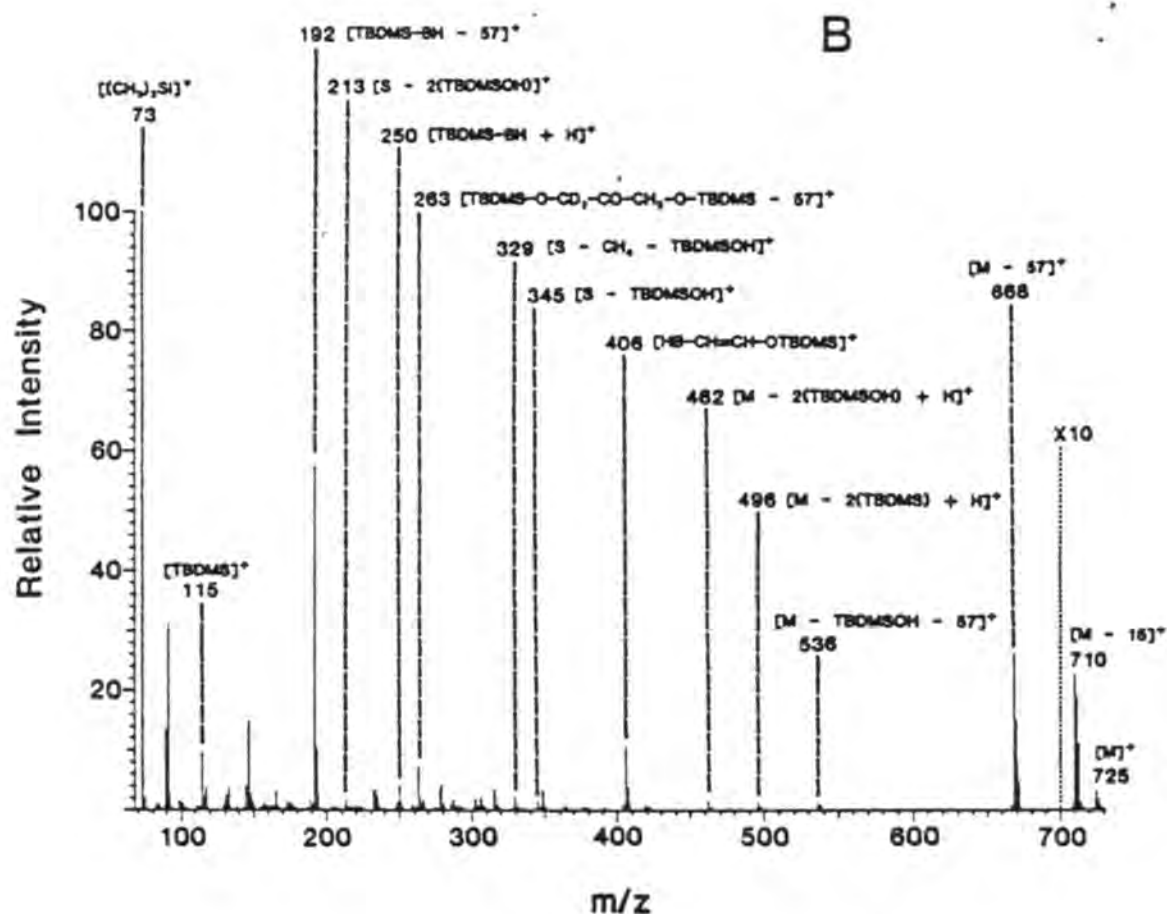 B
192 [TBDMS-BH - 57]⁺
[(CH₃)₃Si]⁺
73
213 [S - 2(TBDMSOH)]⁺
250 [TBDMS-BH + H]⁺
263 [TBDMS-O-CD₂-CO-CH₂-O-TBDMS - 57]⁺
329 [S - CH₄ - TBDMSOH]⁺
345 [S - TBDMSOH]⁺
[M - 57]⁺
668
406 [HB-CH=CH-OTBDMS]⁺
462 [M - 2(TBDMSOH) + H]⁺
X10
496 [M - 2(TBDMS) + H]⁺
[TBDMS]⁺
115
[M - TBDMSOH - 57]⁺
536
[M - 15]⁺
710
[M]⁺
725
Relative Intensity
100
80
60
40
20
100 200 300 400 500 600 700
m/z